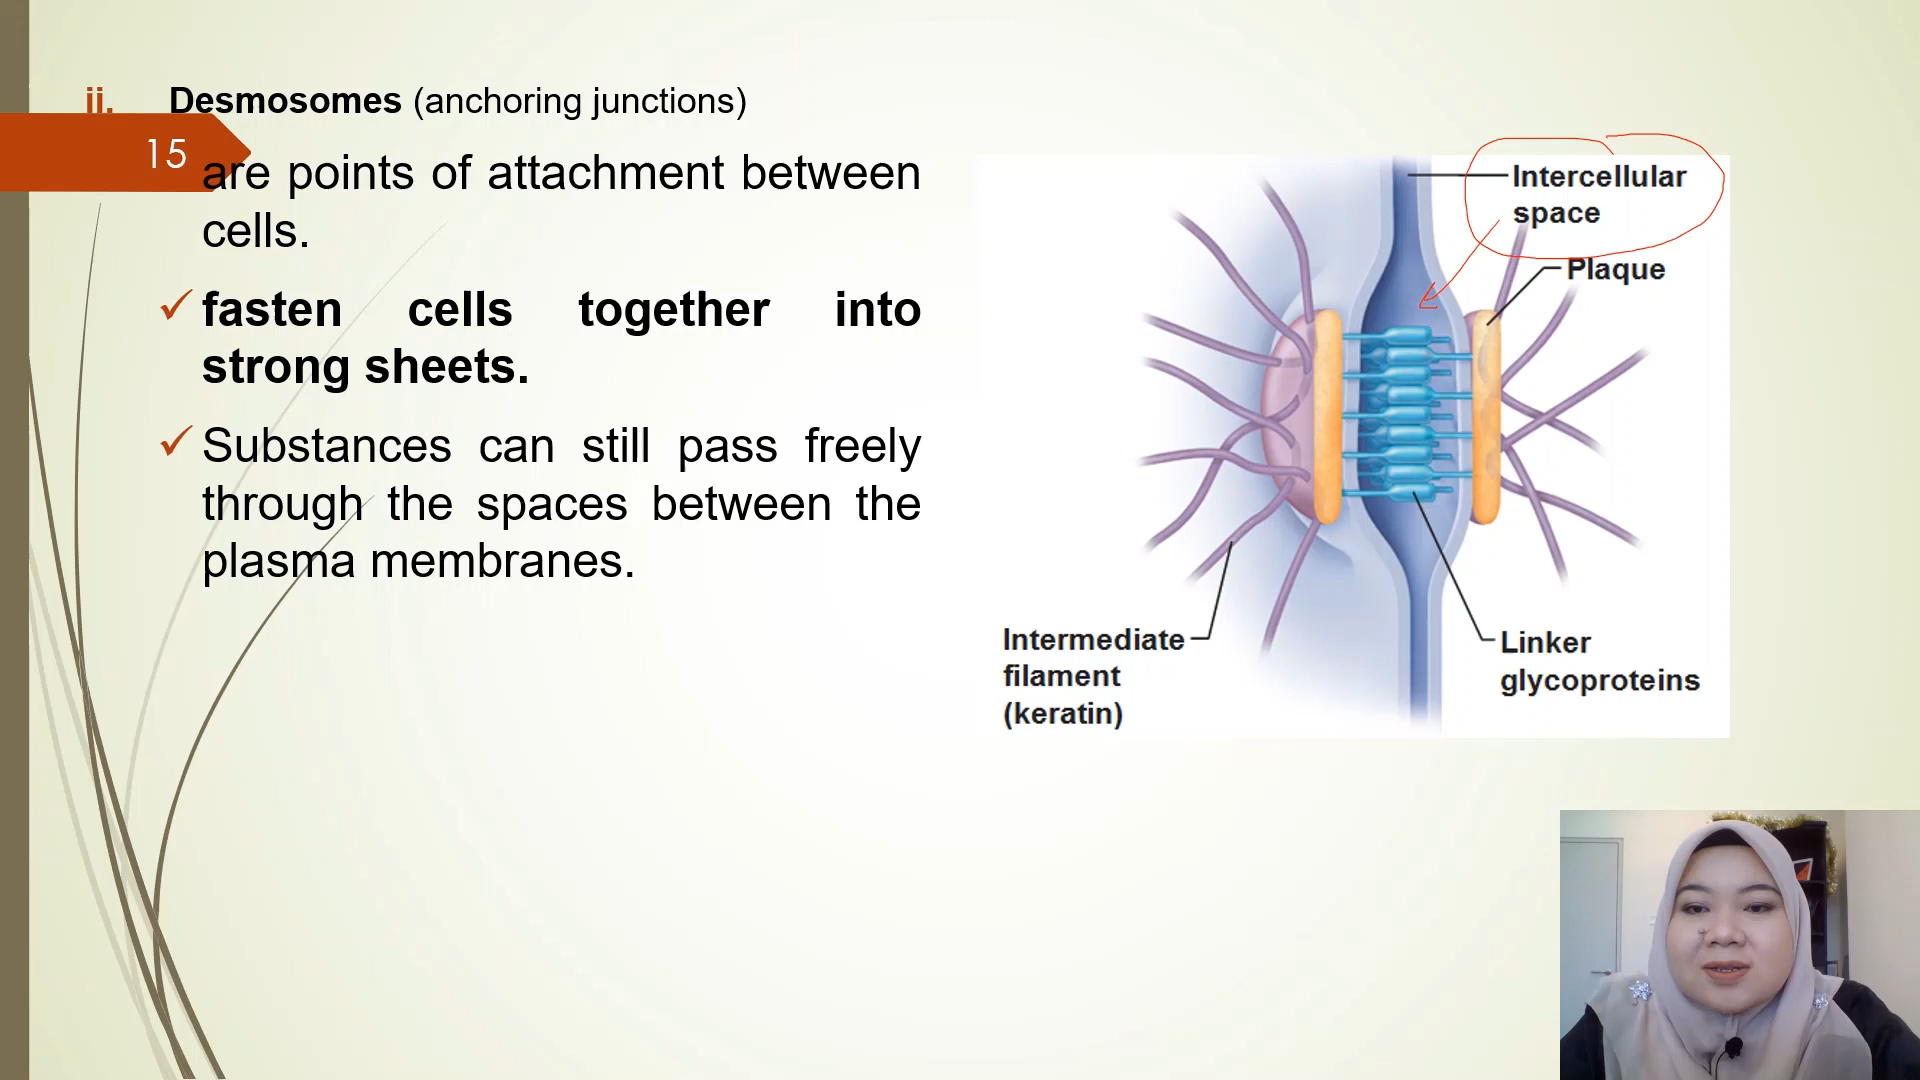 ii. Desmosomes (anchoring junctions)
15
are points of attachment between
cells.
✓ fasten cells together into
strong sheets.
✓ Substances can still pass freely
through the spaces between the
plasma membranes.
Intercellular
space
Plaque
Intermediate
filament
(keratin)
Linker
glycoproteins